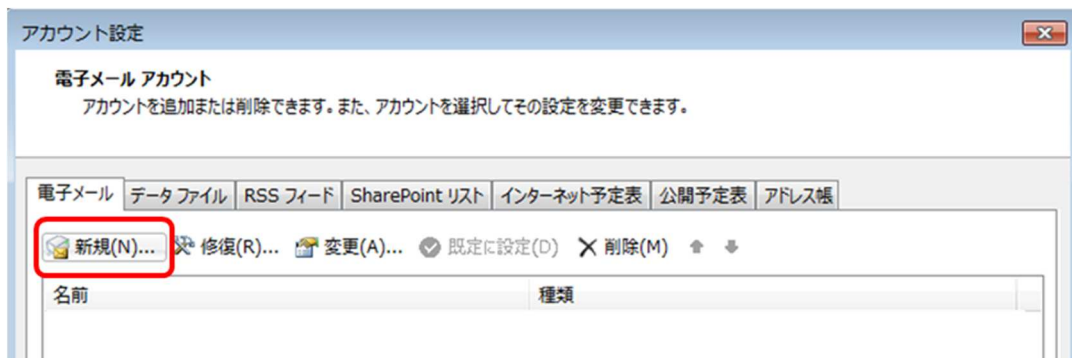 アカウント設定
電子メール アカウント
アカウントを追加または削除できます。また、アカウントを選択してその設定を変更できます。
電子メール データ ファイル RSS フィード SharePoint リスト インターネット予定表 公開予定表 アドレス帳
新規(N)... 修復(R)... 変更(A)... 既定に設定(D) 削除(M)
名前 種類